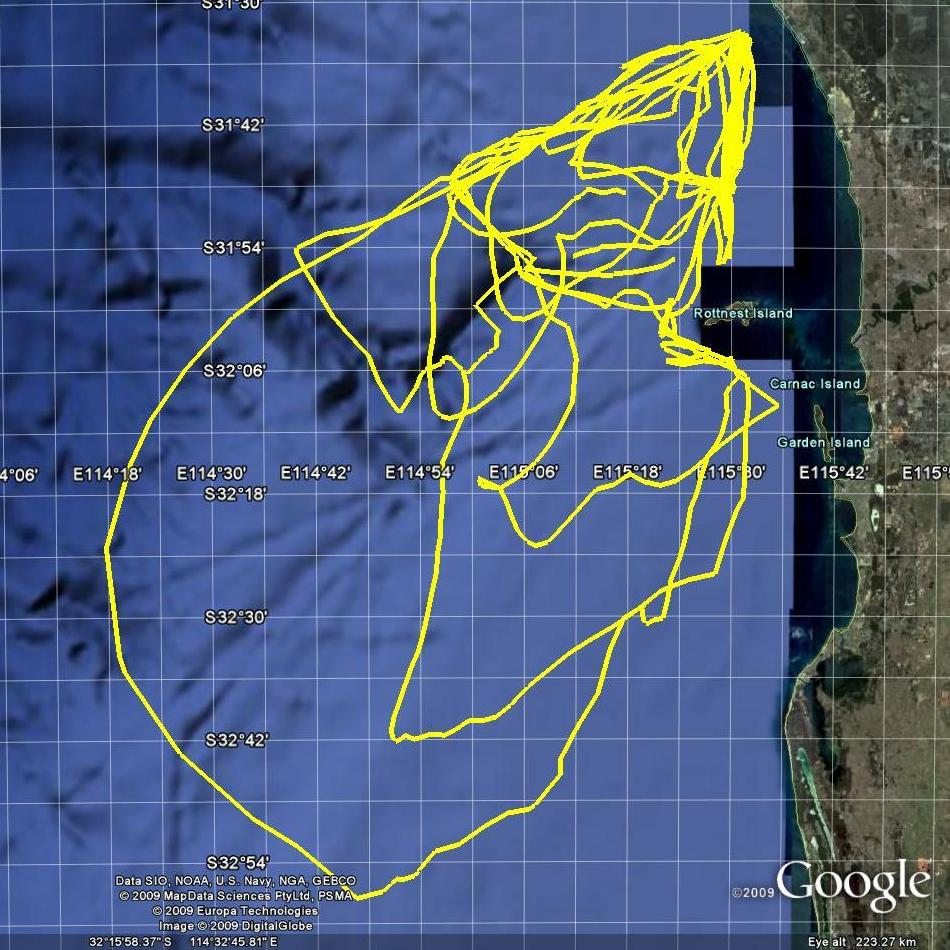 S31°30'
S31°42'
S31°54'
Rottnest Island
S32°06'
Carnac Island
Garden Island
4°06' E114°18' E114°30' E114°42' E114°54' E115°06' E115°18' E115°30' E115°42' E115°5
S32°18'
S32°30'
S32°42'
S32°54'
Data SIO, NOAA, U.S. Navy, NGA, GEBCO
© 2009 MapData Sciences PtyLtd, PSMA
© 2009 Europa Technologies
Image © 2009 DigitalGlobe
©2009 Google
32°15'58.37" S 114°32'45.81" E
Eye alt 223.27 km